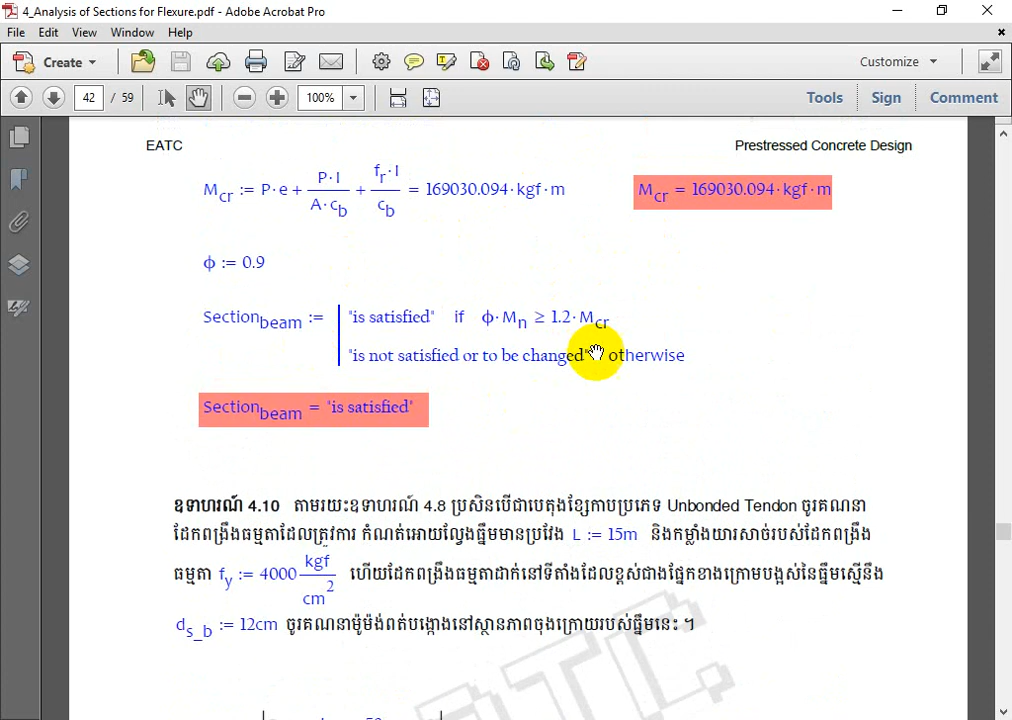 4_Analysis of Sections for Flexure.pdf - Adobe Acrobat Pro
File Edit View Window Help
Create Customize
42 / 59 100% Tools Sign Comment
EATC Prestressed Concrete Design
M_cr := P·e + P·I / A·c_b + f_r·I / c_b = 169030.094·kgf·m M_cr = 169030.094·kgf·m
ϕ := 0.9
Section_beam := "is satisfied" if ϕ·M_n ≥ 1.2·M_cr
"is not satisfied or to be changed" otherwise
Section_beam = "is satisfied"
ឧទាហរណ៍ 4.10 តាមរយះឧទាហរណ៍ 4.8 ប្រសិនបើជាបេតុងខ្សែកាបប្រភេទ Unbonded Tendon ចូរគណនា
ដែកពង្រឹងធម្មតាដែលត្រូវការ កំណត់អោយល្វែងធ្នឹមមានប្រវែង L := 15m និងកម្លាំងយារសាច់របស់ដែកពង្រឹង
ធម្មតា f_y := 4000 kgf / cm² ហើយដែកពង្រឹងធម្មតាដាក់នៅទីតាំងដែលខ្ពស់ជាងផ្នែកខាងក្រោមបង្អស់នៃធ្នឹមស្មើនឹង
d_s_b := 12cm ចូរគណនាម៉ូម៉ង់ពត់បង្កោងនៅស្ថានភាពចុងក្រោយរបស់ធ្នឹមនេះ ។